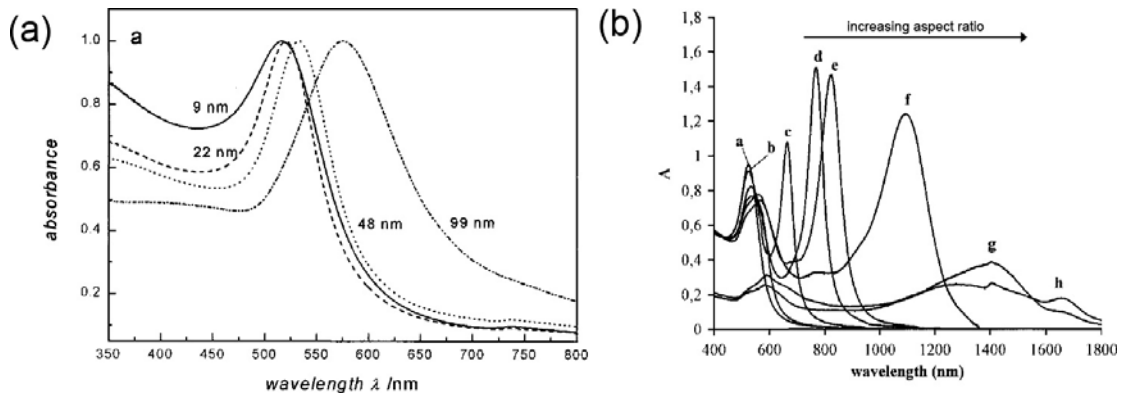 (a)
a
absorbance
1.0
0.8
0.6
0.4
0.2
9 nm
22 nm
48 nm
99 nm
350 400 450 500 550 600 650 700 750 800
wavelength λ /nm
(b)
increasing aspect ratio
A
1,8
1,6
1,4
1,2
1
0,8
0,6
0,4
0,2
0
a
b
c
d
e
f
g
h
400 600 800 1000 1200 1400 1600 1800
wavelength (nm)